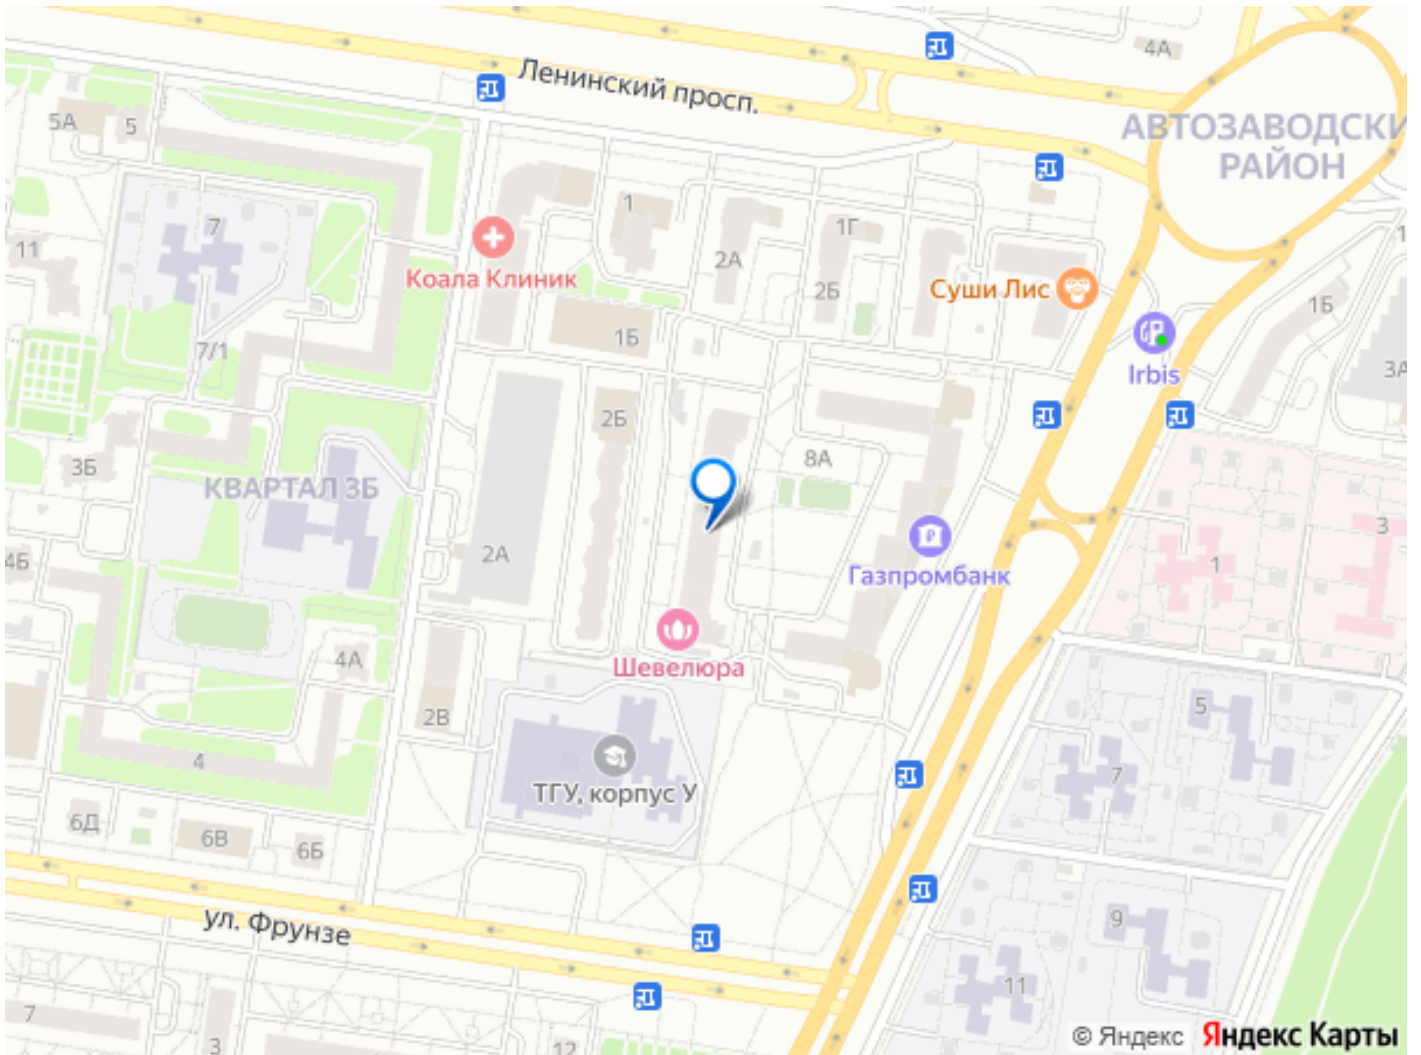 4А
Ленинский просп.
5А
5
АВТОЗАВОДСКИ
РАЙОН
7
1
1Г
11
2А
Коала Клиник
Суши Лис
2Б
1Б
1Б
7/1
Irbis
3А
2Б
3Б
8А
КВАРТАЛ 3Б
3
4Б
2А
1
Газпромбанк
4А
Шевелюра
5
2В
4
7
ТГУ, корпус У
6Д
6В
6Б
ул. Фрунзе
9
11
7
3
12
© Яндекс Яндекс Карты